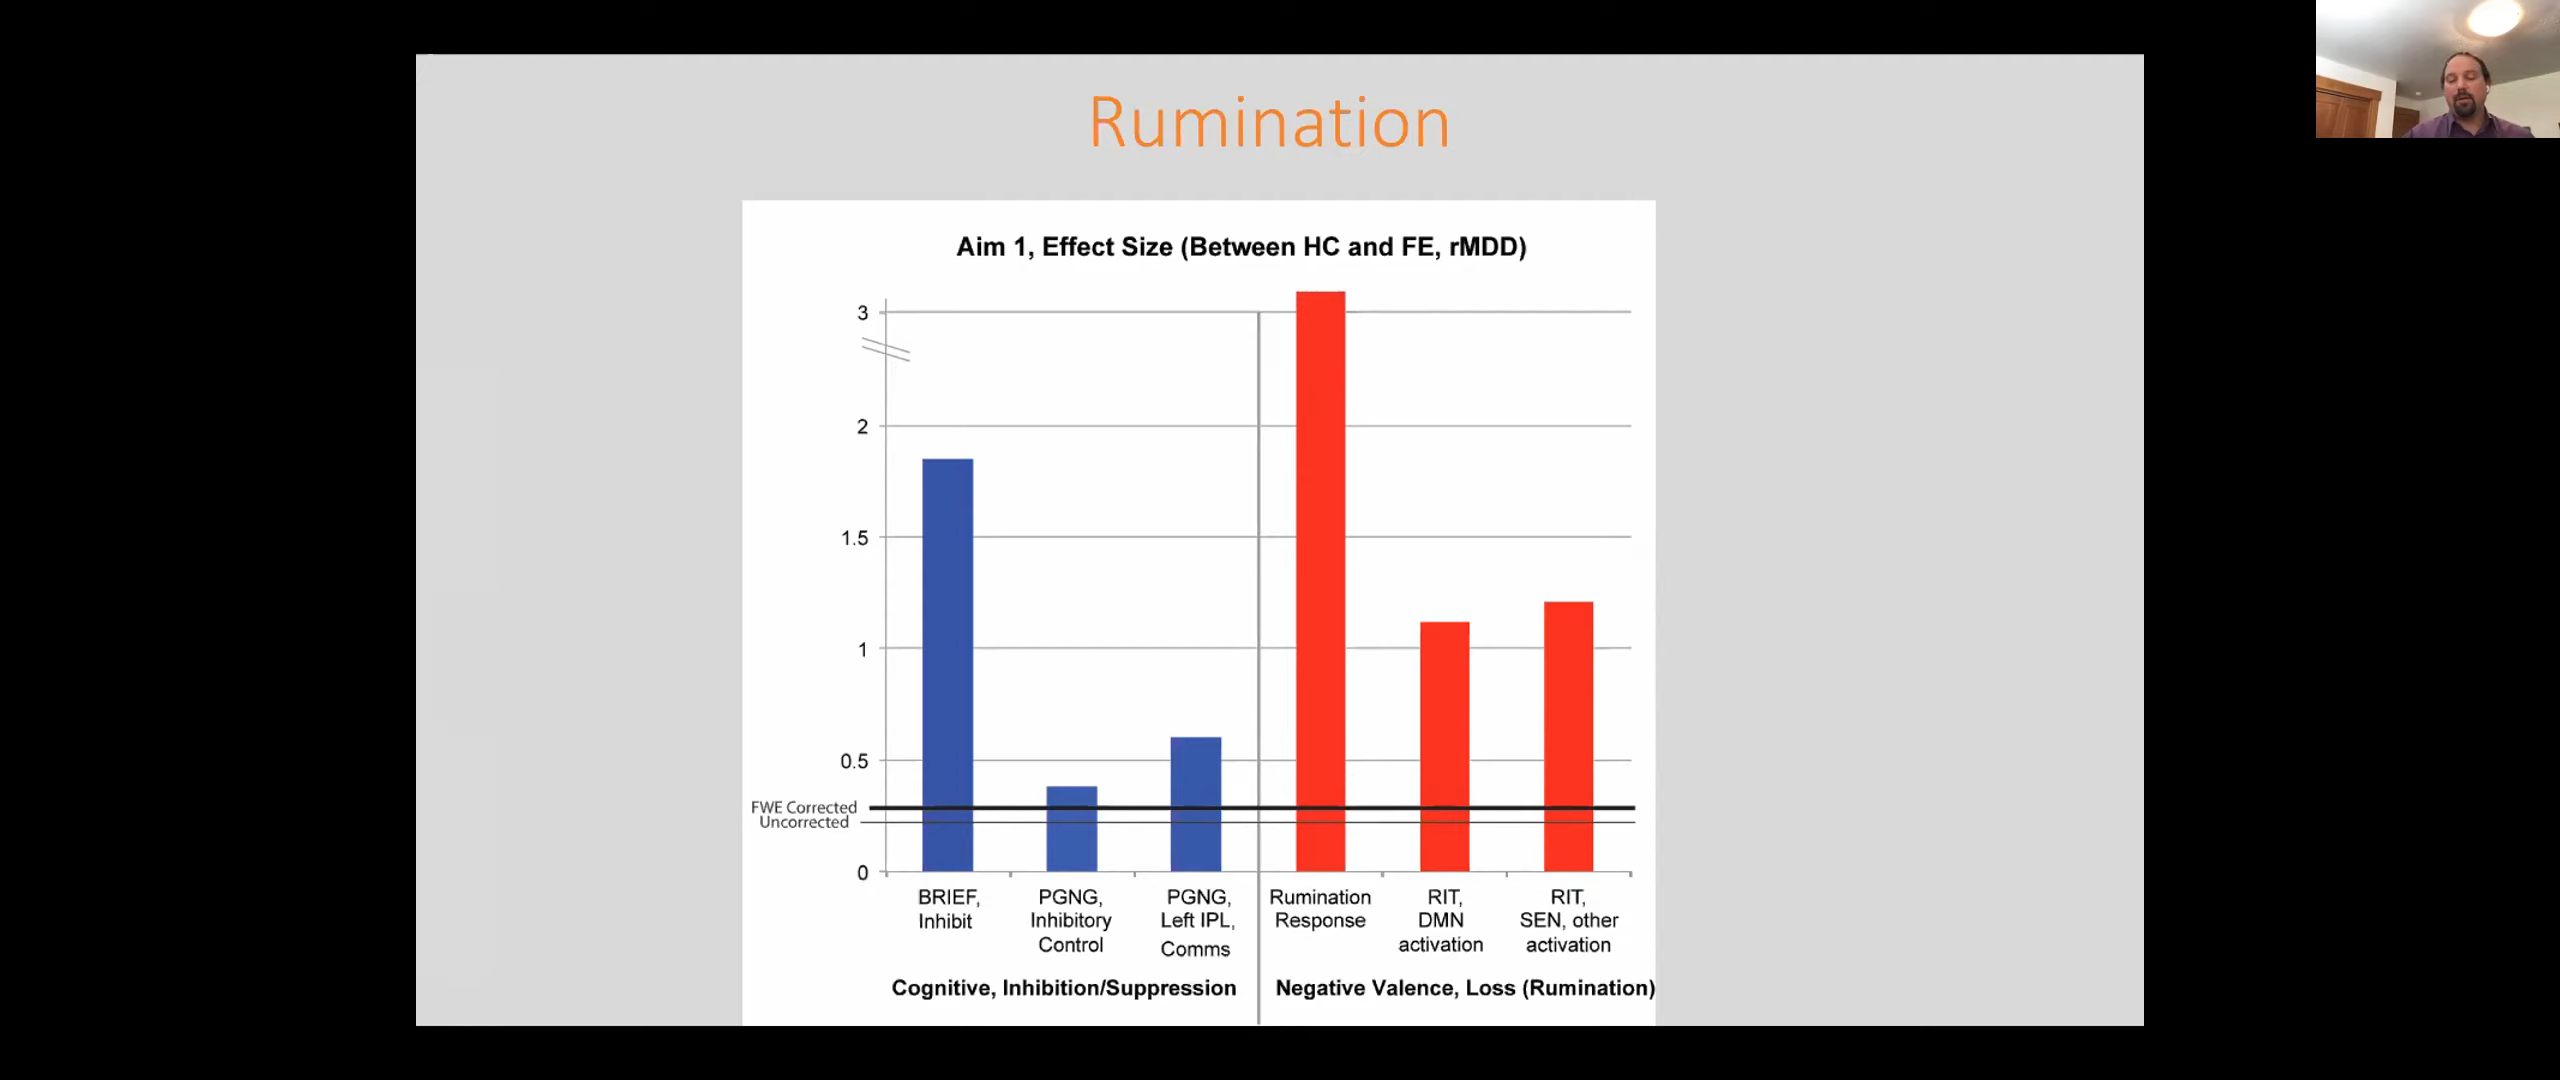 Rumination
Aim 1, Effect Size (Between HC and FE, rMDD)
3
2
1.5
1
0.5
FWE Corrected
Uncorrected
0
BRIEF,
Inhibit
PGNG,
Inhibitory
Control
PGNG,
Left IPL,
Comms
Rumination
Response
RIT,
DMN
activation
RIT,
SEN, other
activation
Cognitive, Inhibition/Suppression
Negative Valence, Loss (Rumination)